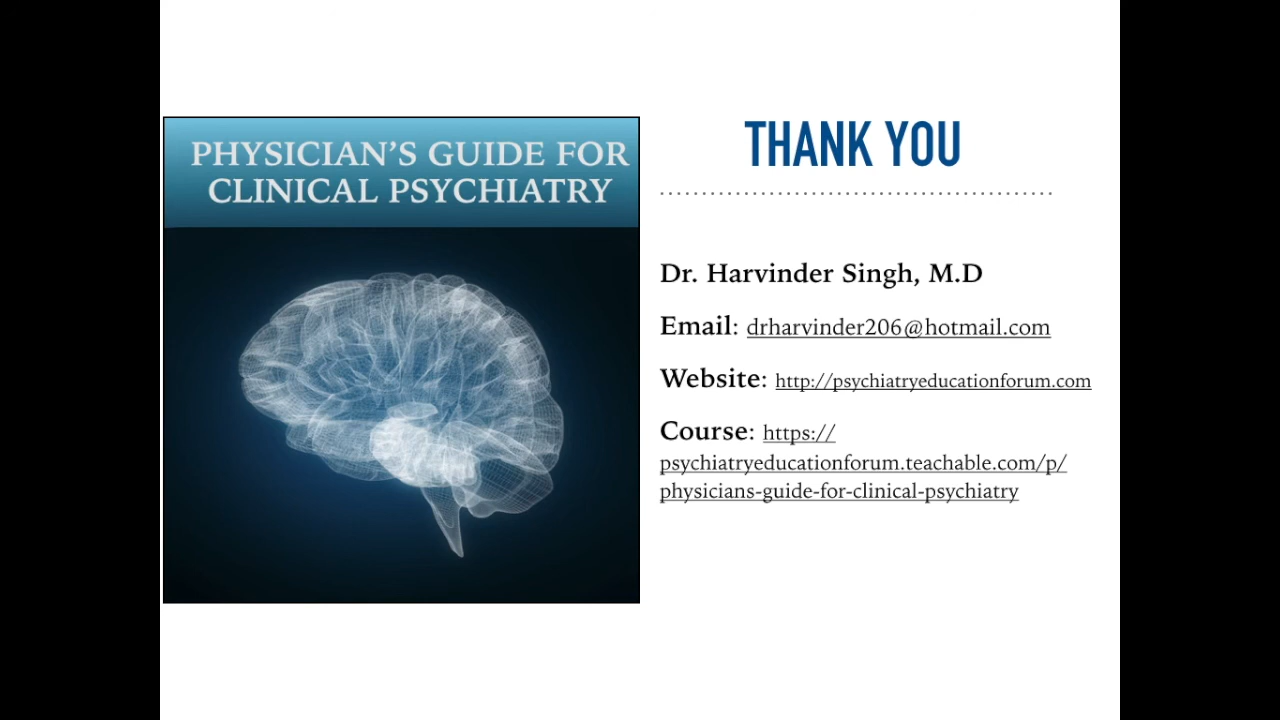 PHYSICIAN’S GUIDE FOR
CLINICAL PSYCHIATRY
THANK YOU
Dr. Harvinder Singh, M.D
Email: drharvinder206@hotmail.com
Website: http://psychiatryeducationforum.com
Course: https://
psychiatryeducationforum.teachable.com/p/
physicians-guide-for-clinical-psychiatry